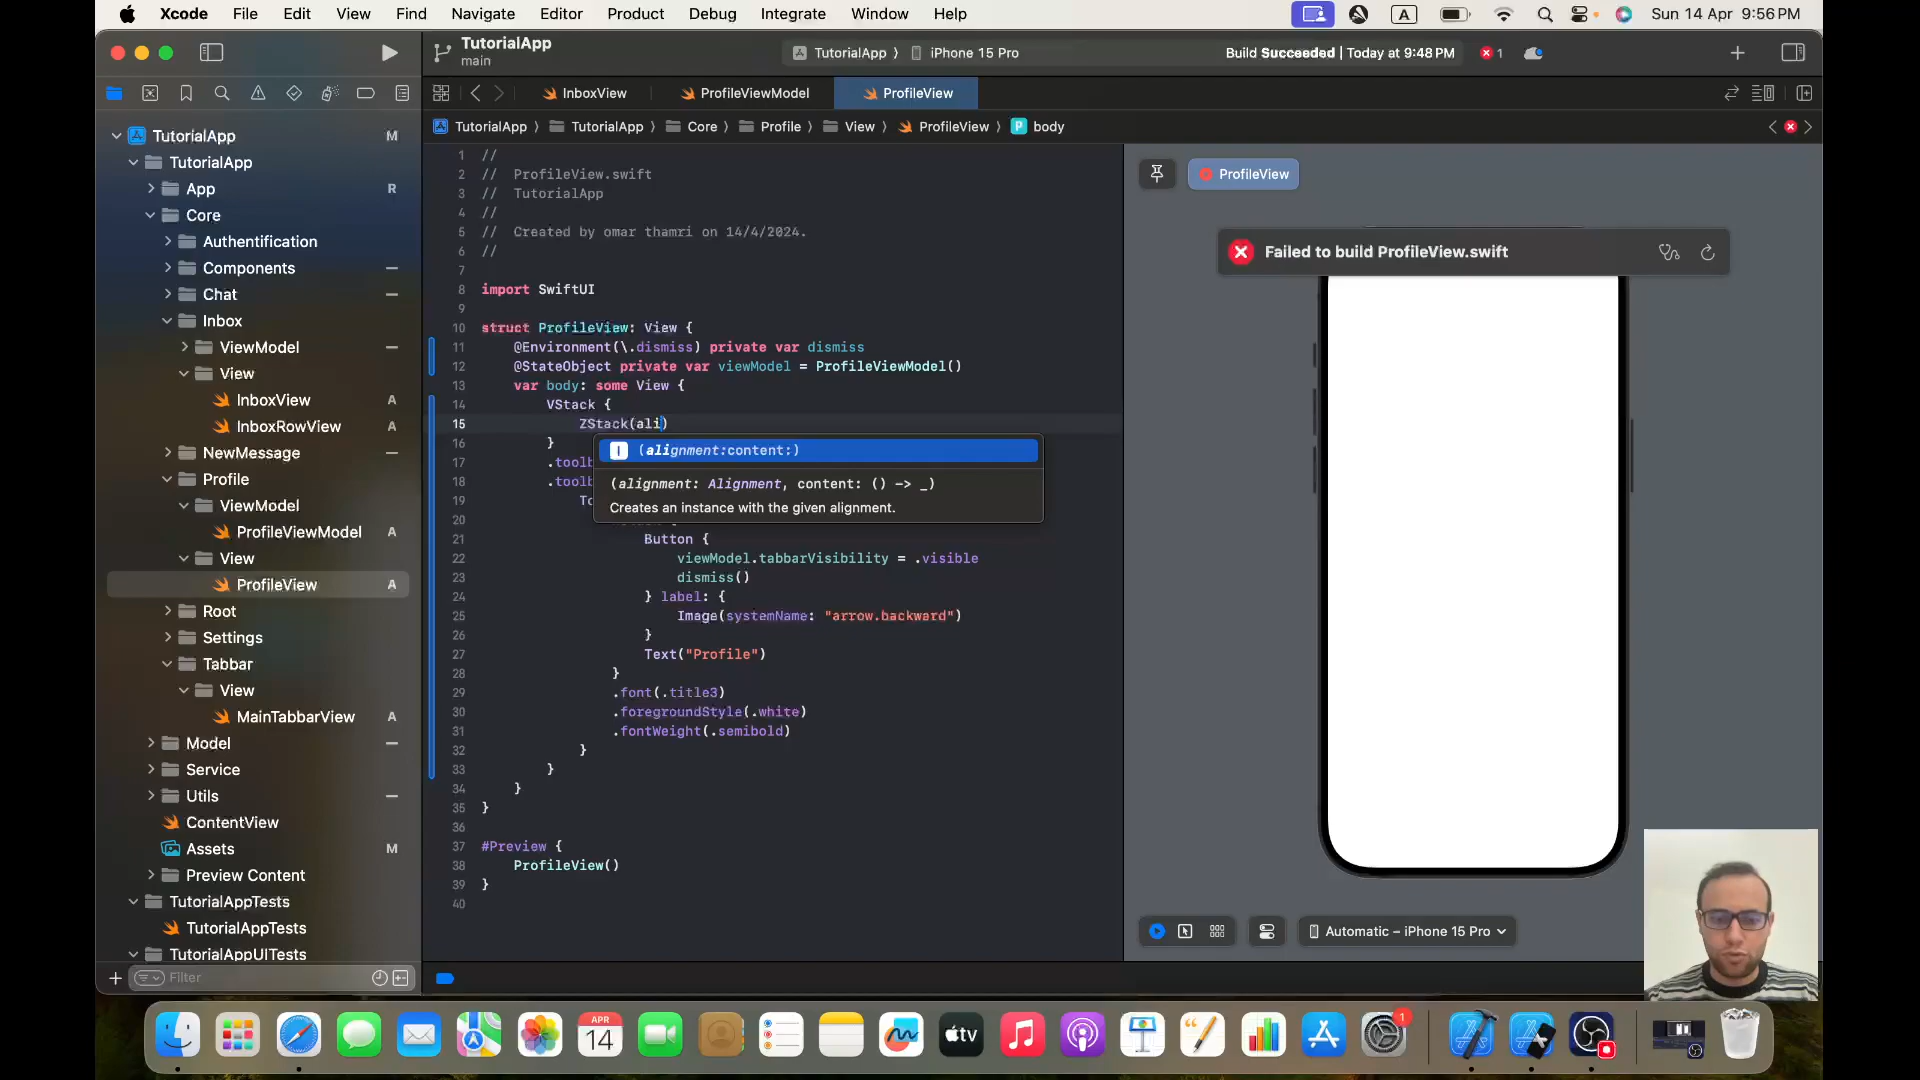 Xcode File Edit View Find Navigate Editor Product Debug Integrate Window Help A Sun 14 Apr 9:56 PM
TutorialApp
main
TutorialApp 〉 iPhone 15 Pro
Build Succeeded | Today at 9:48 PM
1
InboxView
ProfileViewModel
ProfileView
TutorialApp 〉 TutorialApp 〉 Core 〉 Profile 〉 View 〉 ProfileView 〉 P body
TutorialApp M
TutorialApp
App R
Core
Authentification
Components
Chat
Inbox
ViewModel
View
InboxView A
InboxRowView A
NewMessage
Profile
ViewModel
ProfileViewModel A
View
ProfileView A
Root
Settings
Tabbar
View
MainTabbarView A
Model
Service
Utils
ContentView
Assets M
Preview Content
TutorialAppTests
TutorialAppTests
TutorialAppUITests
Filter
1 //
2 //  ProfileView.swift
3 //  TutorialApp
4 //
5 //  Created by omar thamri on 14/4/2024.
6 //
7
8 import SwiftUI
9
10 struct ProfileView: View {
11 @Environment(\.dismiss) private var dismiss
12 @StateObject private var viewModel = ProfileViewModel()
13 var body: some View {
14 VStack {
15 ZStack(ali)
(alignment:content:)
(alignment: Alignment, content: () -> _)
Creates an instance with the given alignment.
16 }
17 .toolb
18 .toolb
19 To
20
21 Button {
22 viewModel.tabbarVisibility = .visible
23 dismiss()
24 } label: {
25 Image(systemName: "arrow.backward")
26 }
27 Text("Profile")
28 }
29 .font(.title3)
30 .foregroundStyle(.white)
31 .fontWeight(.semibold)
32 }
33 }
34 }
35 }
36
37 #Preview {
38 ProfileView()
39 }
40
ProfileView
Failed to build ProfileView.swift
Automatic – iPhone 15 Pro
APR
14
tv
1